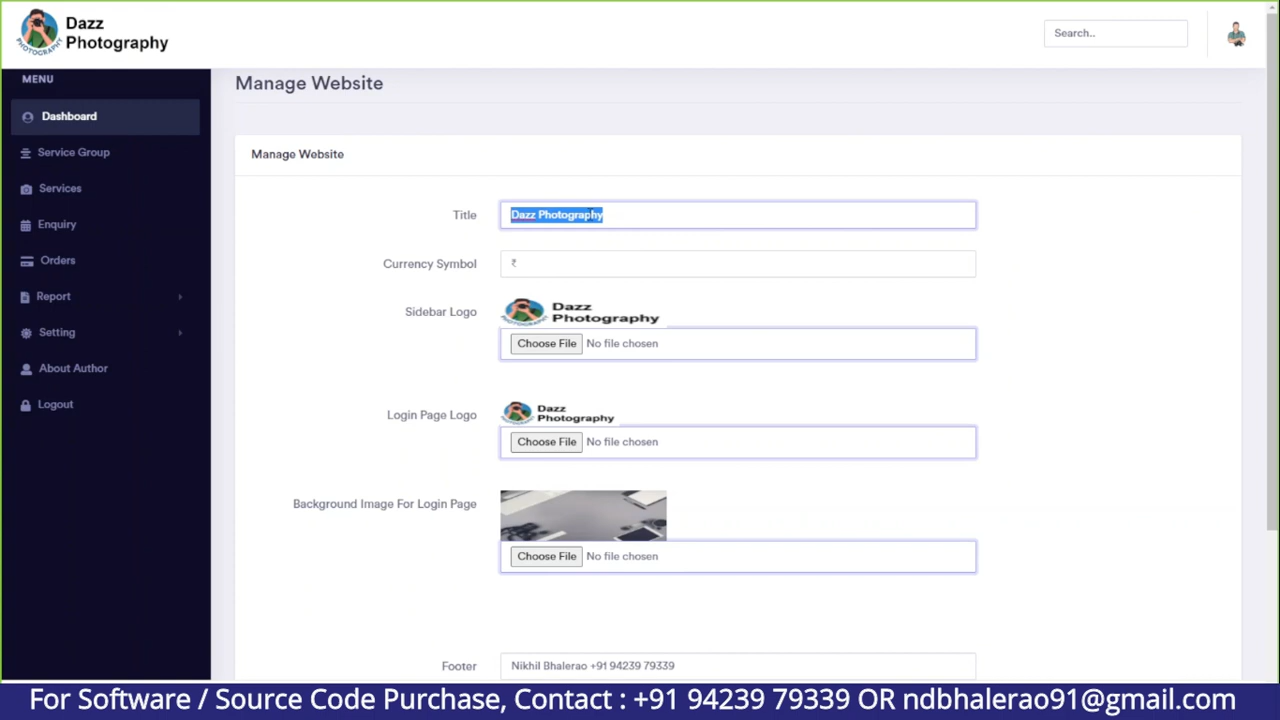 Dazz
Photography
PHOTOGRAPHY
Search..
MENU
Dashboard
Service Group
Services
Enquiry
Orders
Report
Setting
About Author
Logout
Manage Website
Manage Website
Title
Dazz Photography
Currency Symbol
₹
Sidebar Logo
Dazz
Photography
Choose File No file chosen
Login Page Logo
Dazz
Photography
Choose File No file chosen
Background Image For Login Page
Choose File No file chosen
Footer
Nikhil Bhalerao +91 94239 79339
For Software / Source Code Purchase, Contact : +91 94239 79339 OR ndbhalerao91@gmail.com